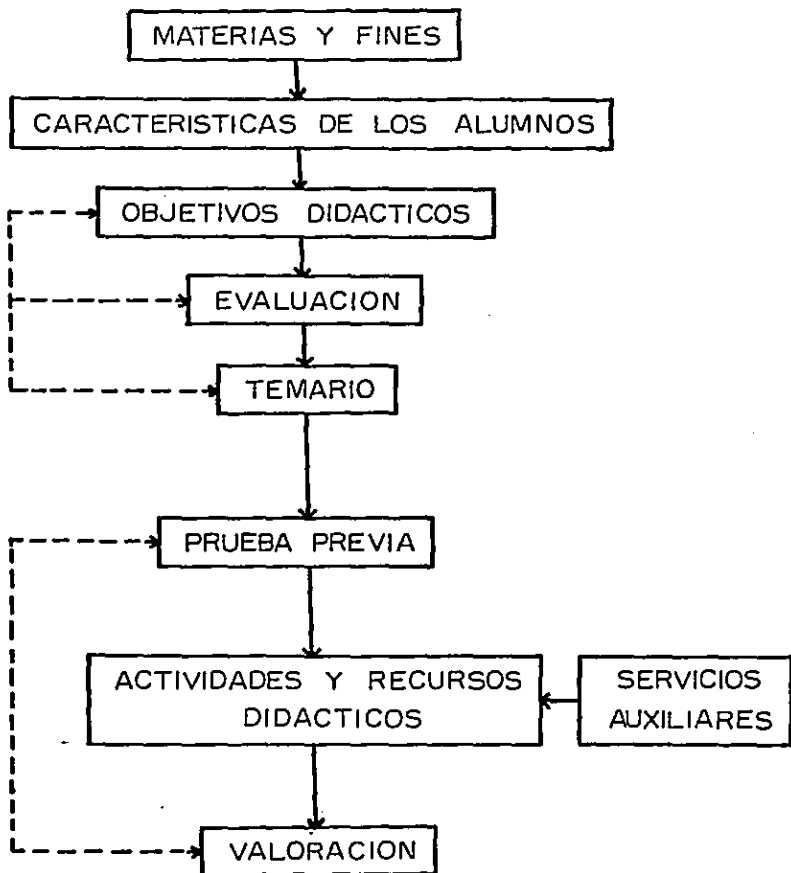 MATERIAS Y FINES
CARACTERISTICAS DE LOS ALUMNOS
OBJETIVOS DIDACTICOS
EVALUACION
TEMARIO
PRUEBA PREVIA
ACTIVIDADES Y RECURSOS
DIDACTICOS
SERVICIOS
AUXILIARES
VALORACION